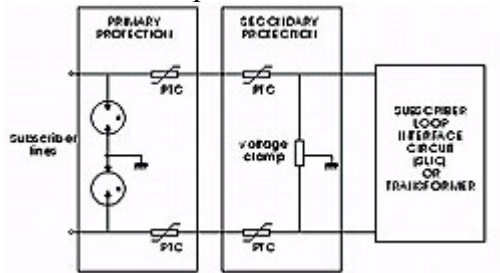 PRIMARY
PROTECTION
SECONDARY
PROTECTION
PTC
PTC
Subscriber
lines
voltage
clamp
SUBSCRIBER
LOOP
INTERFACE
CIRCUIT
(SLIC)
OR
TRANSFORMER
PTC
PTC